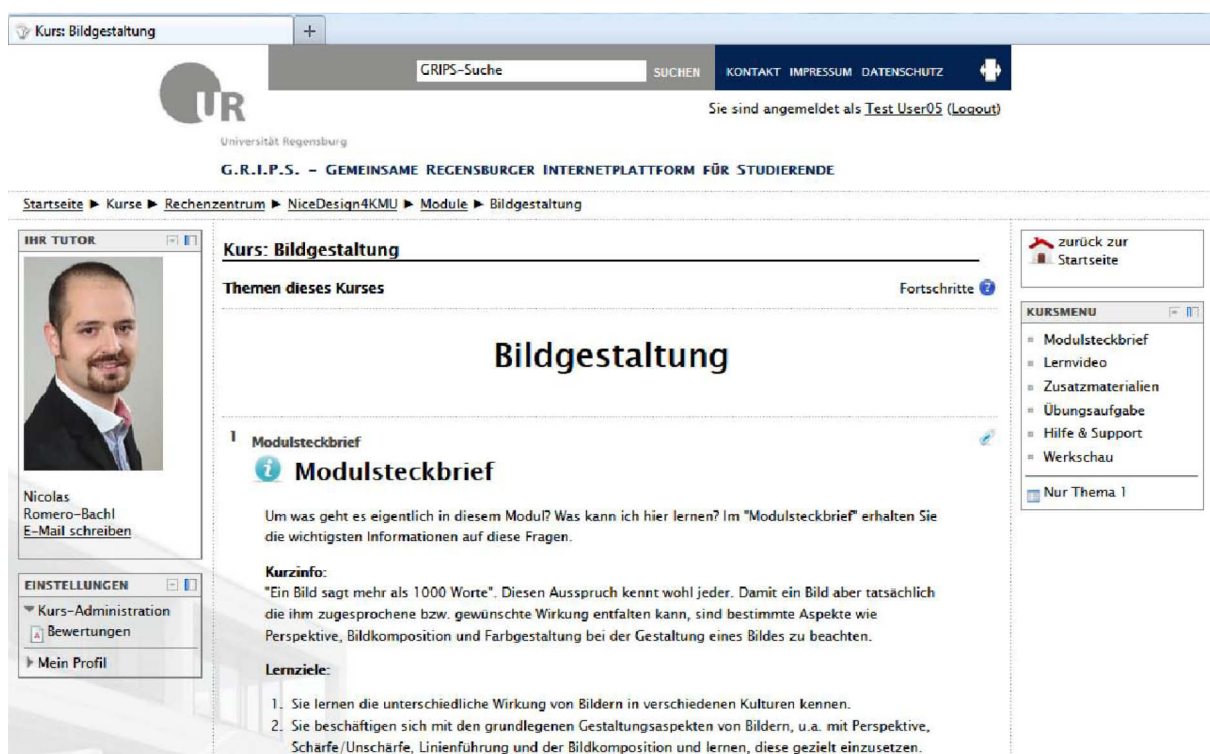 Kurs: Bildgestaltung
GRIPS-Suche
SUCHEN
KONTAKT IMPRESSUM DATENSCHUTZ
UR
Sie sind angemeldet als Test User05 (Logout)
Universität Regensburg
G.R.I.P.S. - GEMEINSAME REGENSBURGER INTERNETPLATTFORM FÜR STUDIERENDE
Startseite ► Kurse ► Rechenzentrum ► NiceDesign4KMU ► Module ► Bildgestaltung
IHR TUTOR
Nicolas
Romero-Bachl
E-Mail schreiben
EINSTELLUNGEN
Kurs-Administration
Bewertungen
Mein Profil
Kurs: Bildgestaltung
Themen dieses Kurses
Fortschritte ?
Bildgestaltung
1 Modulsteckbrief
Modulsteckbrief
Um was geht es eigentlich in diesem Modul? Was kann ich hier lernen? Im "Modulsteckbrief" erhalten Sie
die wichtigsten Informationen auf diese Fragen.
Kurzinfo:
"Ein Bild sagt mehr als 1000 Worte". Diesen Ausspruch kennt wohl jeder. Damit ein Bild aber tatsächlich
die ihm zugesprochene bzw. gewünschte Wirkung entfalten kann, sind bestimmte Aspekte wie
Perspektive, Bildkomposition und Farbgestaltung bei der Gestaltung eines Bildes zu beachten.
Lernziele:
1. Sie lernen die unterschiedliche Wirkung von Bildern in verschiedenen Kulturen kennen.
2. Sie beschäftigen sich mit den grundlegenen Gestaltungsaspekten von Bildern, u.a. mit Perspektive,
Schärfe/Unschärfe, Linienführung und der Bildkomposition und lernen, diese gezielt einzusetzen.
zurück zur
Startseite
KURSMENU
Modulsteckbrief
Lernvideo
Zusatzmaterialien
Übungsaufgabe
Hilfe & Support
Werkschau
Nur Thema 1